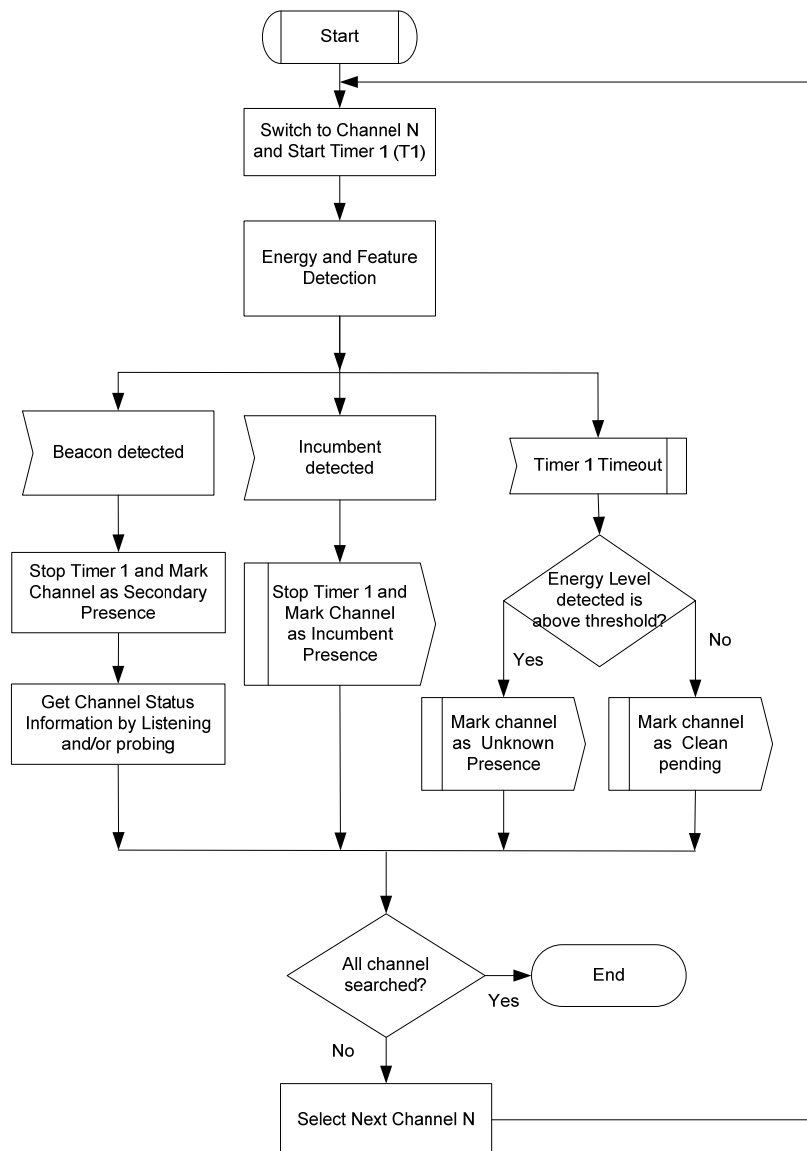 Start
Switch to Channel N
and Start Timer 1 (T1)
Energy and Feature
Detection
Beacon detected
Incumbent
detected
Timer 1 Timeout
Stop Timer 1 and Mark
Channel as Secondary
Presence
Stop Timer 1 and
Mark Channel
as Incumbent
Presence
Energy Level
detected is
above threshold?
Yes
No
Get Channel Status
Information by Listening
and/or probing
Mark channel
as Unknown
Presence
Mark channel
as Clean
pending
All channel
searched?
Yes
End
No
Select Next Channel N